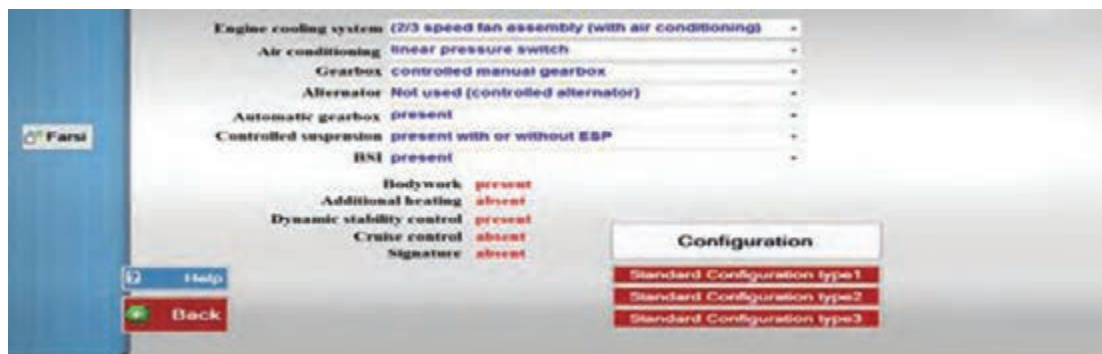 Engine cooling system (2/3 speed fan assembly (with air conditioning)
Air conditioning linear pressure switch
Gearbox controlled manual gearbox
Alternator Not used (controlled alternator)
Automatic gearbox present
Farsi
Controlled suspension present with or without ESP
BSI present
Bodywork present
Additional heating absent
Dynamic stability control present
Cruise control absent
Signature absent
Configuration
Help
Standard Configuration type1
Standard Configuration type2
Back
Standard Configuration type3